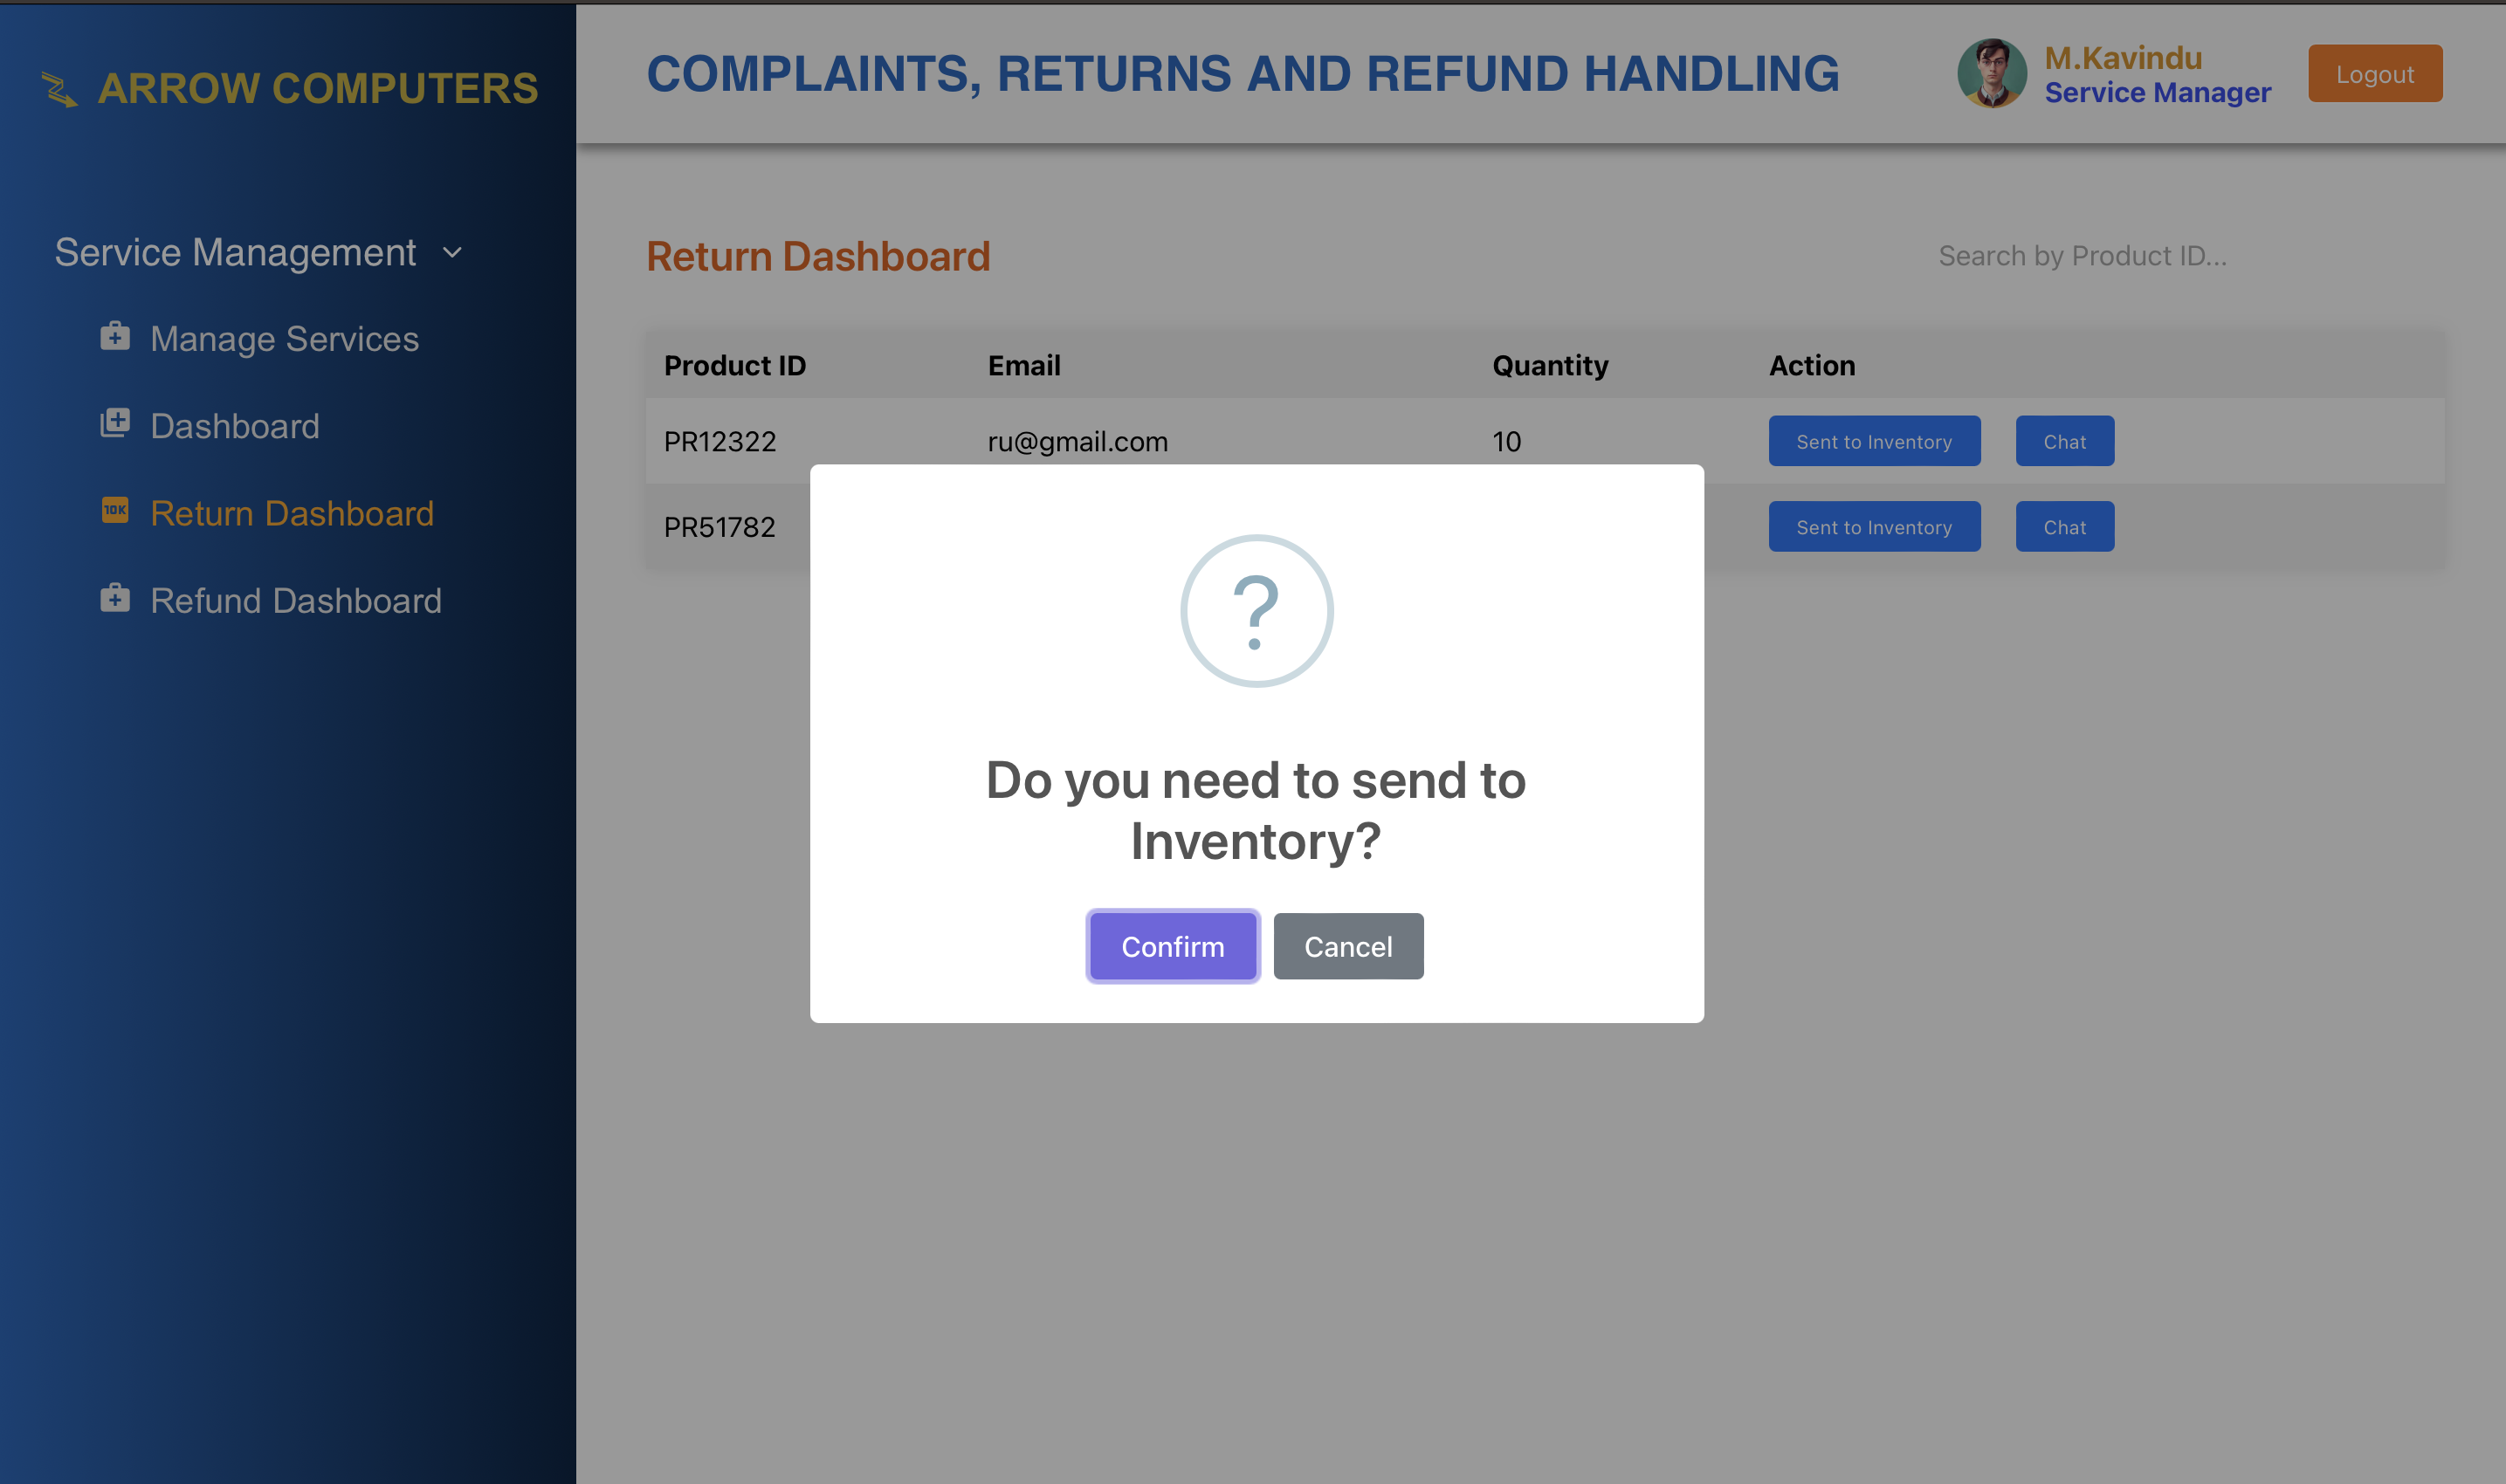 ARROW COMPUTERS
COMPLAINTS, RETURNS AND REFUND HANDLING
M.Kavindu
Service Manager
Logout
Service Management
Manage Services
Dashboard
10K
Return Dashboard
Refund Dashboard
Return Dashboard
Search by Product ID...
Product ID Email Quantity Action
PR12322 ru@gmail.com 10 Sent to Inventory Chat
PR51782 Sent to Inventory Chat
?
Do you need to send to
Inventory?
Confirm Cancel